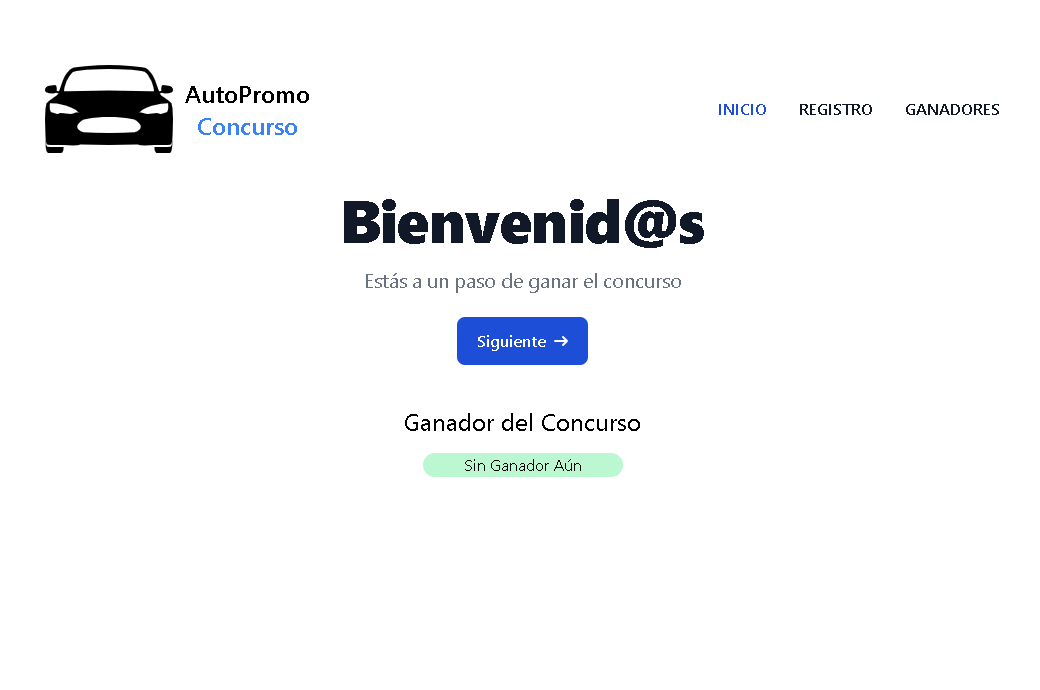 AutoPromo
Concurso
INICIO REGISTRO GANADORES
Bienvenid@s
Estás a un paso de ganar el concurso
Siguiente →
Ganador del Concurso
Sin Ganador Aún